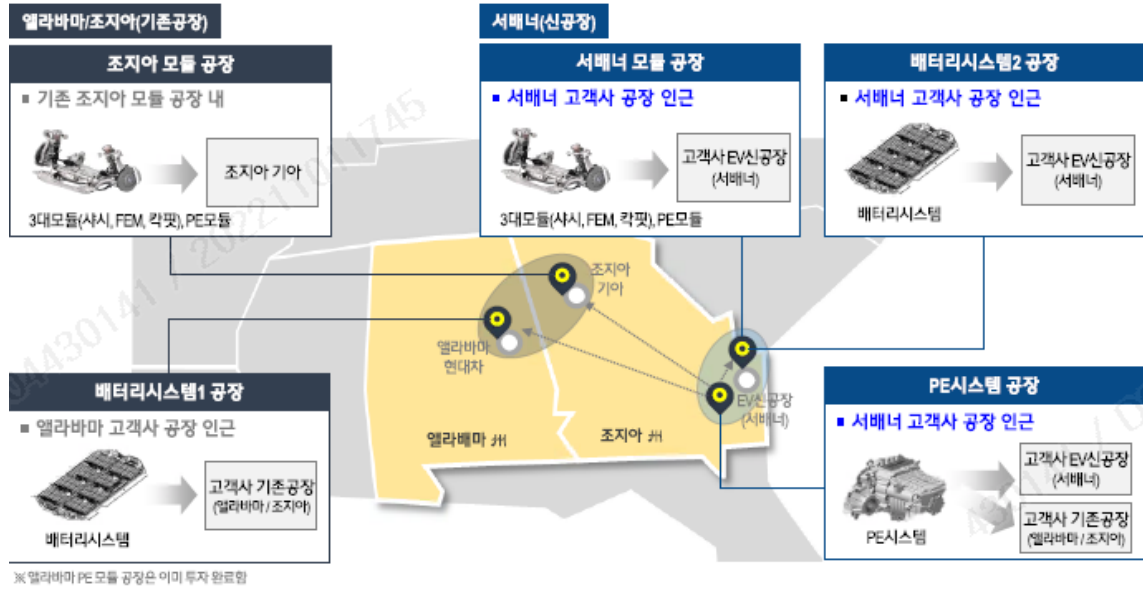 앨라바마/조지아(기존공장)
조지아 모듈 공장
■ 기존 조지아 모듈 공장 내
조지아 기아
3대모듈(샤시, FEM, 칵핏), PE모듈
서배너(신공장)
서배너 모듈 공장
■ 서배너 고객사 공장 인근
고객사 EV신공장
(서배너)
3대모듈(샤시, FEM, 칵핏), PE모듈
배터리시스템2 공장
■ 서배너 고객사 공장 인근
고객사 EV신공장
(서배너)
배터리시스템
조지아
기아
앨라바마
현대차
EV신공장
(서배너)
앨라배마 州
조지아 州
배터리시스템1 공장
■ 앨라바마 고객사 공장 인근
고객사 기존공장
(앨라바마 / 조지아)
배터리시스템
PE시스템 공장
■ 서배너 고객사 공장 인근
고객사 EV신공장
(서배너)
고객사 기존공장
(앨라바마 / 조지아)
PE시스템
※ 앨라바마 PE 모듈 공장은 이미 투자 완료함